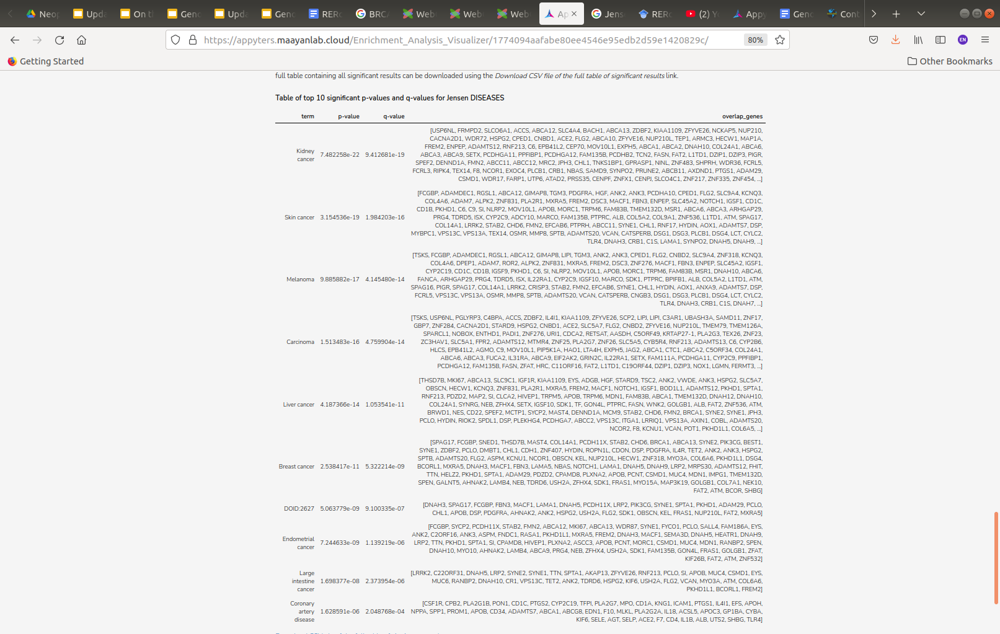 Neop
Upda
On t
Genc
Upda
Genc
RERc
BRCA
Web
Web
Web
Ap
Jens
RERc
(2) Y
Appy
Genc
Cont
https://appyters.maayanlab.cloud/Enrichment_Analysis_Visualizer/1774094aafabe80ee4546e95edb2d59e1420829c/
80%
EN
Getting Started
Other Bookmarks
full table containing all significant results can be downloaded using the Download CSV file of the full table of significant results link.
Table of top 10 significant p-values and q-values for Jensen DISEASES
term p-value q-value overlap_genes
[USP6NL, FRMPD2, SLCO6A1, ACCS, ABCA12, SLC4A4, BACH1, ABCA13, ZDBF2, KIAA1109, ZFYVE26, NCKAP5, NUP210,
CACNA2D1, WDR72, HSPG2, CPED1, CNBD1, ACE2, FLG2, ABCA10, ZFYVE16, NUP210L, TEP1, ARMC3, HECW1, MAP1A,
FREM2, ENPEP, ADAMTS12, RNF213, C6, EPB41L2, CEP70, MOV10L1, EXPH5, ABCA1, ABCA2, DNAH10, COL24A1, ABCA6,
Kidney cancer 7.482258e-22 9.412681e-19 ABCA3, ABCA9, SETX, PCDHGA11, PPFIBP1, PCDHGA12, FAM135B, PCDHB2, TCN2, FASN, FAT2, L1TD1, DZIP1, DZIP3, PIGR,
SPEF2, DENND1A, FMN2, ABCC11, ABCC12, MRC2, JPH3, CHL1, TNKS1BP1, GPRASP1, NINL, ZNF483, SHPRH, WDR36, FCRL5,
FCRL3, RIPK4, TEX14, F8, NCOR1, EXOC4, PLCB1, CRB1, NBAS, SAMD9, SYNPO2, PRUNE2, ABCB11, AXDND1, PTGS1, ADAM29,
CSMD1, WDR17, FARP1, UTP6, ATAD2, PRSS35, CENPF, ZNFX1, CENPJ, SLCO4C1, ZNF217, ZNF335, ZNF454, ...]
[FCGBP, ADAMDEC1, RGSL1, ABCA12, GIMAP8, TGM3, PDGFRA, HGF, ANK2, ANK3, PCDHA10, CPED1, FLG2, SLC9A4, KCNQ3,
COL4A6, ADAM7, ALPK2, ZNF831, PLA2R1, MXRA5, FREM2, DSC3, MACF1, FBN3, ENPEP, SLC45A2, NOTCH1, IGSF1, CD1C,
CD1B, PKHD1, C6, C9, SI, NLRP2, MOV10L1, APOB, MORC1, TRPM6, FAM83B, TMEM132D, MSR1, ABCA6, ABCA3, ARHGAP29,
Skin cancer 3.154536e-19 1.984203e-16 PRG4, TDRD5, ISX, CYP2C9, ADCY10, MARCO, FAM135B, PTPRC, ALB, COL5A2, COL9A1, ZNF536, L1TD1, ATM, SPAG17,
COL14A1, LRRK2, STAB2, CHD6, FMN2, EFCAB6, PTPRH, ABCC11, SYNE1, CHL1, RNF17, HYDIN, AOX1, ADAMTS7, DSP,
MYBPC1, VPS13C, VPS13A, TEX14, OSMR, MMP8, SPTB, ADAMTS20, VCAN, CATSPERB, DSG1, DSG3, PLCB1, DSG4, LCT, CYLC2,
TLR4, DNAH3, CRB1, C1S, LAMA1, SYNPO2, DNAH5, DNAH9, ...]
[TSKS, FCGBP, ADAMDEC1, RGSL1, ABCA12, GIMAP8, LIPI, TGM3, ANK2, ANK3, CPED1, FLG2, CNBD2, SLC9A4, ZNF318, KCNQ3,
COL4A6, DPEP1, ADAM7, ROR2, ALPK2, ZNF831, MXRA5, FREM2, DSC3, ZNF276, MACF1, FBN3, ENPEP, SLC45A2, IGSF1,
CYP2C19, CD1C, CD1B, IGSF9, PKHD1, C6, SI, NLRP2, MOV10L1, APOB, MORC1, TRPM6, FAM83B, MSR1, DNAH10, ABCA6,
Melanoma 9.885882e-17 4.145480e-14 FANCA, ARHGAP29, PRG4, TDRD5, ISX, IL22RA1, CYP2C9, IGSF10, MARCO, SDK1, PTPRC, BPIFB1, ALB, COL5A2, L1TD1, ATM,
SPAG16, PIGR, SPAG17, COL14A1, LRRK2, CRISP3, STAB2, FMN2, EFCAB6, SYNE1, CHL1, HYDIN, AOX1, ANXA9, ADAMTS7, DSP,
FCRL5, VPS13C, VPS13A, OSMR, MMP8, SPTB, ADAMTS20, VCAN, CATSPERB, CNGB3, DSG1, DSG3, PLCB1, DSG4, LCT, CYLC2,
TLR4, DNAH3, CRB1, C1S, DNAH7, ...]
[TSKS, USP6NL, PGLYRP3, C4BPA, ACCS, ZDBF2, IL4I1, KIAA1109, ZFYVE26, SCP2, LIPJ, LIPI, C3AR1, UBASH3A, SAMD11, ZNF17,
GBP7, ZNF284, CACNA2D1, STARD9, HSPG2, CNBD1, ACE2, SLC5A7, FLG2, CNBD2, ZFYVE16, NUP210L, TMEM79, TMEM126A,
SPARCL1, NOBOX, ENTHD1, PADI1, ZNF276, URI1, CDCA2, RETSAT, AASDH, C5ORF49, KRTAP27-1, PLA2G3, TEX26, ZNF23,
Carcinoma 1.513483e-16 4.759904e-14 ZC3HAV1, SLC5A1, FPR2, ADAMTS12, MTMR4, ZNF25, PLA2G7, ZNF26, SLC5A5, CYB5R4, RNF213, ADAMTS13, C6, CYP2B6,
HLCS, EPB41L2, AGMO, C9, MOV10L1, PIP5K1A, HAO1, LTA4H, EXPH5, JAG2, ABCA1, CTC1, ABCA2, C5ORF34, COL24A1,
ABCA6, ABCA3, FUCA2, IL31RA, ABCA9, EIF2AK2, GRIN2C, IL22RA1, SETX, FAM111A, PCDHGA11, CYP2C9, PPFIBP1,
PCDHGA12, FAM135B, FASN, ZFAT, HRC, C11ORF16, FAT2, L1TD1, C19ORF44, DZIP1, DZIP3, NOX1, LGMN, FERMT3, ...]
[THSD7B, MKI67, ABCA13, SLC9C1, IGF1R, KIAA1109, EYS, ADGB, HGF, STARD9, TSC2, ANK2, VWDE, ANK3, HSPG2, SLC5A7,
OBSCN, HECW1, KCNQ3, ZNF831, PLA2R1, MXRA5, FREM2, MACF1, NOTCH1, IGSF1, BOD1L1, ADAMTS12, PKHD1, SPTA1,
RNF213, PDZD2, MAP2, SI, CLCA2, HIVEP1, TRPM5, APOB, TRPM6, MDN1, FAM83B, ABCA1, TMEM132D, DNAH12, DNAH10,
Liver cancer 4.187366e-14 1.053541e-11 COL24A1, SYNRG, NEB, ZFHX4, SETX, IGSF10, SDK1, TF, GON4L, PTPRC, FASN, WNK2, GOLGB1, ALB, FAT2, ZNF536, ATM,
BRWD1, NES, CD22, SPEF2, MCTP1, SYCP2, MAST4, DENND1A, MCM9, STAB2, CHD6, FMN2, BRCA1, SYNE2, SYNE1, JPH3,
PCLO, HYDIN, RIOK2, SPDL1, DSP, PLEKHG4, PCDHGA7, ABCC2, VPS13C, ITGA1, LRRIQ1, VPS13A, AXIN1, COBL, ADAMTS20,
NCOR2, F8, KCNU1, VCAN, POT1, PKHD1L1, COL6A5, ...]
[SPAG17, FCGBP, SNED1, THSD7B, MAST4, COL14A1, PCDH11X, STAB2, CHD6, BRCA1, ABCA13, SYNE2, PIK3CG, BEST1,
SYNE1, ZDBF2, PCLO, DMBT1, CHL1, CDH1, ZNF407, HYDIN, ROPN1L, CDON, DSP, PDGFRA, IL4R, TET2, ANK2, ANK3, HSPG2,
SPTB, ADAMTS20, FLG2, ASPM, KCNU1, NCOR1, OBSCN, KEL, NUP210L, HECW1, ZNF318, MYO3A, COL6A6, PKHD1L1, DSG4,
Breast cancer 2.538417e-11 5.322214e-09 BCORL1, MXRA5, DNAH3, MACF1, FBN3, LAMA5, NBAS, NOTCH1, LAMA1, DNAH5, DNAH9, LRP2, MRPS30, ADAMTS12, FHIT,
TTN, HELZ2, PKHD1, SPTA1, ADAM29, PDZD2, CPAMD8, PLXNA2, APOB, PCNT, CSMD1, MUC4, MDN1, IMPG1, TMEM132D,
SPEN, GALNT5, AHNAK2, LAMB4, NEB, TDRD6, USH2A, ZFHX4, SDK1, FRAS1, MYO15A, MAP3K19, GOLGB1, COL7A1, NEK10,
FAT2, ATM, BCOR, SHBG]
DOID:2627 5.063779e-09 9.100335e-07 [DNAH3, SPAG17, FCGBP, FBN3, MACF1, LAMA1, DNAH5, PCDH11X, LRP2, PIK3CG, SYNE1, SPTA1, PKHD1, ADAM29, PCLO,
CHL1, APOB, DSP, PDGFRA, AHNAK2, ANK2, HSPG2, USH2A, FLG2, SDK1, OBSCN, KEL, FRAS1, NUP210L, FAT2, MXRA5]
[FCGBP, SYCP2, PCDH11X, STAB2, FMN2, ABCA12, MKI67, ABCA13, WDR87, SYNE1, FYCO1, PCLO, SALL4, FAM186A, EYS,
ANK2, C2ORF16, ANK3, ASPM, FNDC1, RASA1, PKHD1L1, MXRA5, FREM2, DNAH3, MACF1, SEMA3D, DNAH5, HEATR1, DNAH9,
Endometrial cancer 7.244633e-09 1.139219e-06 LRP2, TTN, PKHD1, SPTA1, SI, CPAMD8, HIVEP1, PLXNA2, ASCC3, APOB, PCNT, MORC1, CSMD1, MUC4, MDN1, RANBP2, SPEN,
DNAH10, MYO10, AHNAK2, LAMB4, ABCA9, PRG4, NEB, ZFHX4, USH2A, SDK1, FAM135B, GON4L, FRAS1, GOLGB1, ZFAT,
KIF26B, FAT2, ATM, ZNF532]
[LRRK2, C22ORF31, DNAH5, LRP2, SYNE2, SYNE1, TTN, SPTA1, AKAP13, ZFYVE26, RNF213, PCLO, SI, APOB, MUC4, CSMD1, EYS,
Large intestine cancer 1.698377e-08 2.373954e-06 MUC6, RANBP2, DNAH10, CR1, VPS13C, TET2, ANK2, TDRD6, HSPG2, KIF6, USH2A, FLG2, VCAN, MYO3A, ATM, COL6A6,
PKHD1L1, BCORL1, FREM2]
[CSF1R, CPB2, PLA2G1B, PON1, CD1C, PTGS2, CYP2C19, TFPI, PLA2G7, MPO, CD1A, KNG1, ICAM1, PTGS1, IL4I1, EFS, APOH,
Coronary artery disease 1.628591e-06 2.048768e-04 NPPA, SPP1, PROM1, APOB, CD34, ADAMTS7, ABCA1, ABCG8, EDN1, F10, MLKL, PLA2G2A, IL18, ACSL5, APOC3, GP1BA, CYBA,
KIF6, SELE, AGT, SELP, ACE2, F7, CD4, IL1B, ALB, UTS2, SHBG, TLR4]